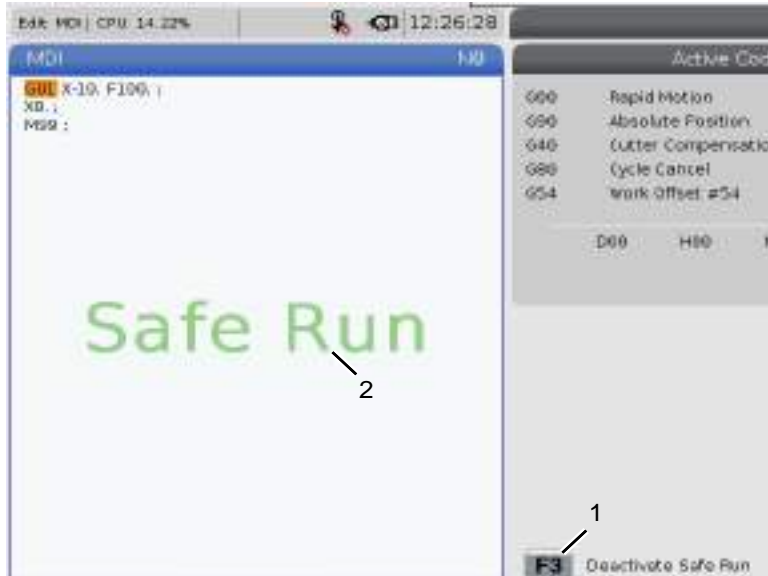 Edit: MDI | CPU: 14.22%
12:26:28
MDI
N0
G01 X-10. F100. ;
X0. ;
M99 ;
Safe Run
2
Active Cod
G00 Rapid Motion
G90 Absolute Position
G40 Cutter Compensatio
G80 Cycle Cancel
G54 Work Offset #54
D00 H00
1
F3 Deactivate Safe Run